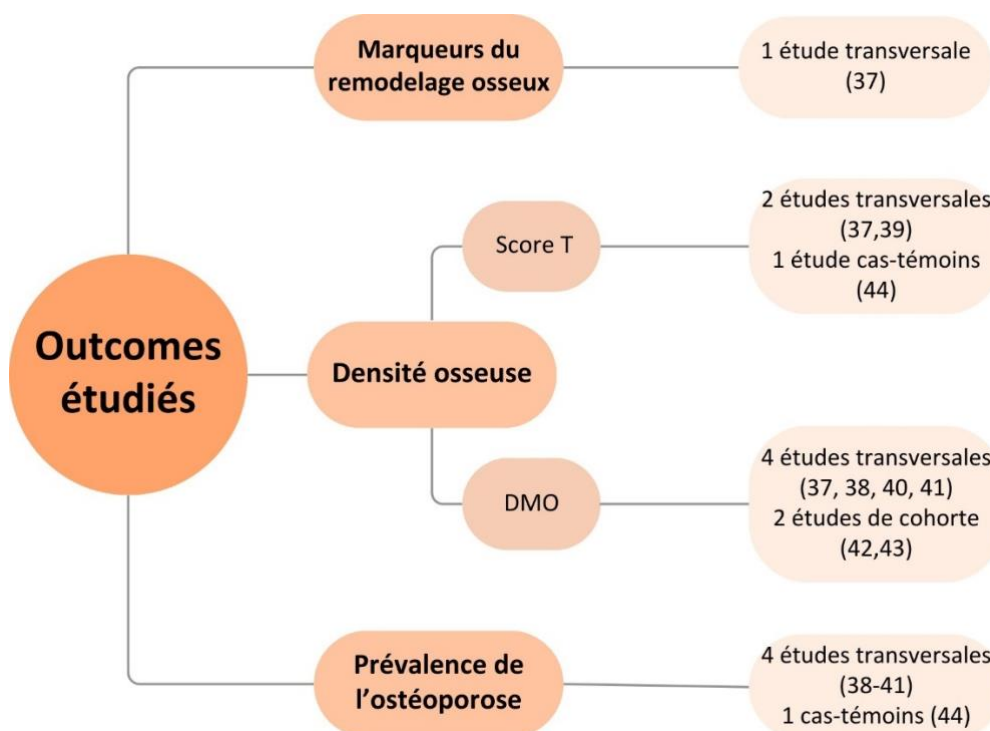 Outcomes
étudiés
Marqueurs du
remodelage osseux
1 étude transversale
(37)
Densité osseuse
Score T
2 études transversales
(37,39)
1 étude cas-témoins
(44)
DMO
4 études transversales
(37, 38, 40, 41)
2 études de cohorte
(42,43)
Prévalence de
l’ostéoporose
4 études transversales
(38-41)
1 cas-témoins (44)